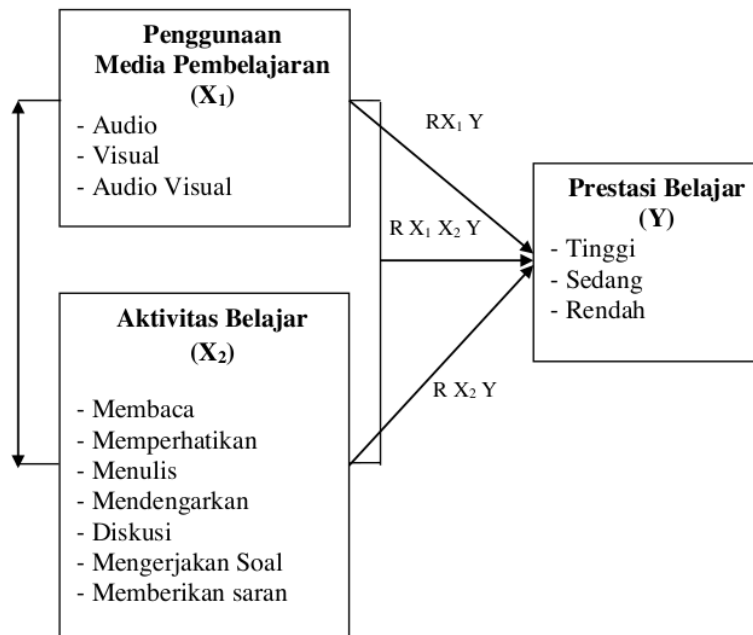 Penggunaan
Media Pembelajaran
(X₁)
- Audio
- Visual
- Audio Visual
RX₁ Y
R X₁ X₂ Y
R X₂ Y
Aktivitas Belajar
(X₂)
- Membaca
- Memperhatikan
- Menulis
- Mendengarkan
- Diskusi
- Mengerjakan Soal
- Memberikan saran
Prestasi Belajar
(Y)
- Tinggi
- Sedang
- Rendah